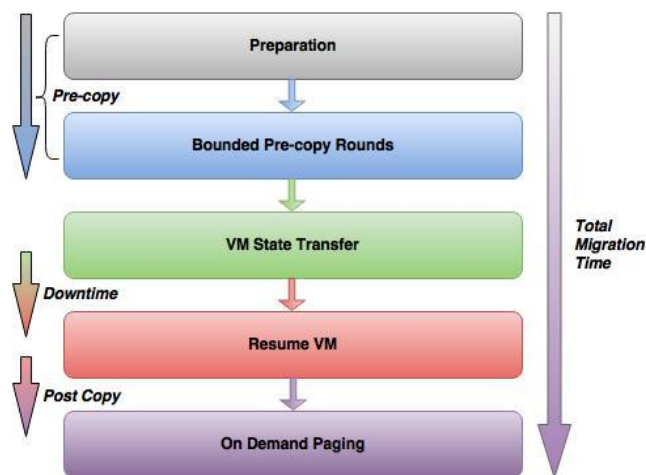 Preparation
Pre-copy
Bounded Pre-copy Rounds
VM State Transfer
Total
Migration
Time
Downtime
Resume VM
Post Copy
On Demand Paging